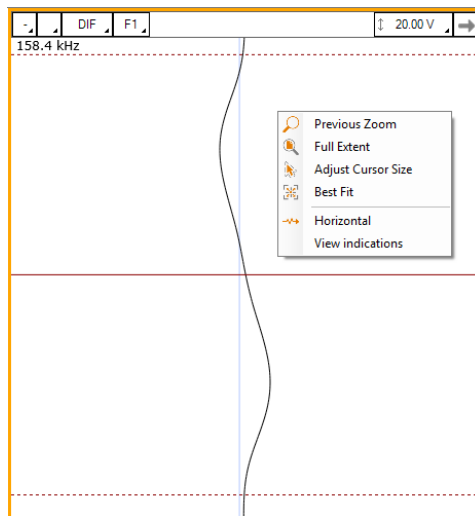 - DIF F1 20.00 V
158.4 kHz
Previous Zoom
Full Extent
Adjust Cursor Size
Best Fit
Horizontal
View indications